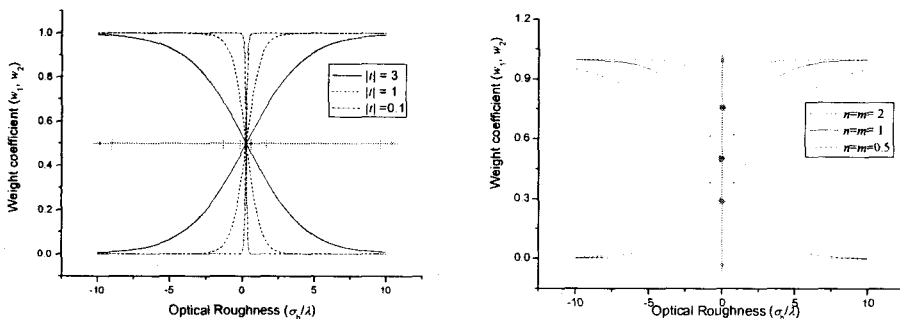 Weight coefficient (w₁, w₂)
1.0
0.8
0.6
0.4
0.2
0.0
|t| = 3
|t| = 1
|t| =0.1
-10
-5
0
5
10
Optical Roughness (σₕ/λ)
Weight coefficient (w₁, w₂)
1.2
0.9
0.6
0.3
0.0
n=m= 2
n=m= 1
n=m=0.5
-10
-5
0
5
10
Optical Roughness (σₕ/λ)